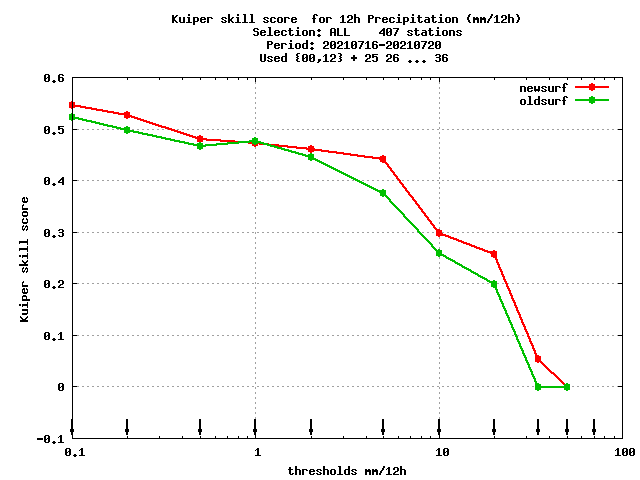 Kuiper skill score  for 12h Precipitation (mm/12h)
Selection: ALL    407 stations
Period: 20210716-20210720
Used {00,12} + 25 26 ... 36
newsurf
oldsurf
0.6
0.5
0.4
0.3
0.2
0.1
0
-0.1
Kuiper skill score
0.1
1
10
100
thresholds mm/12h